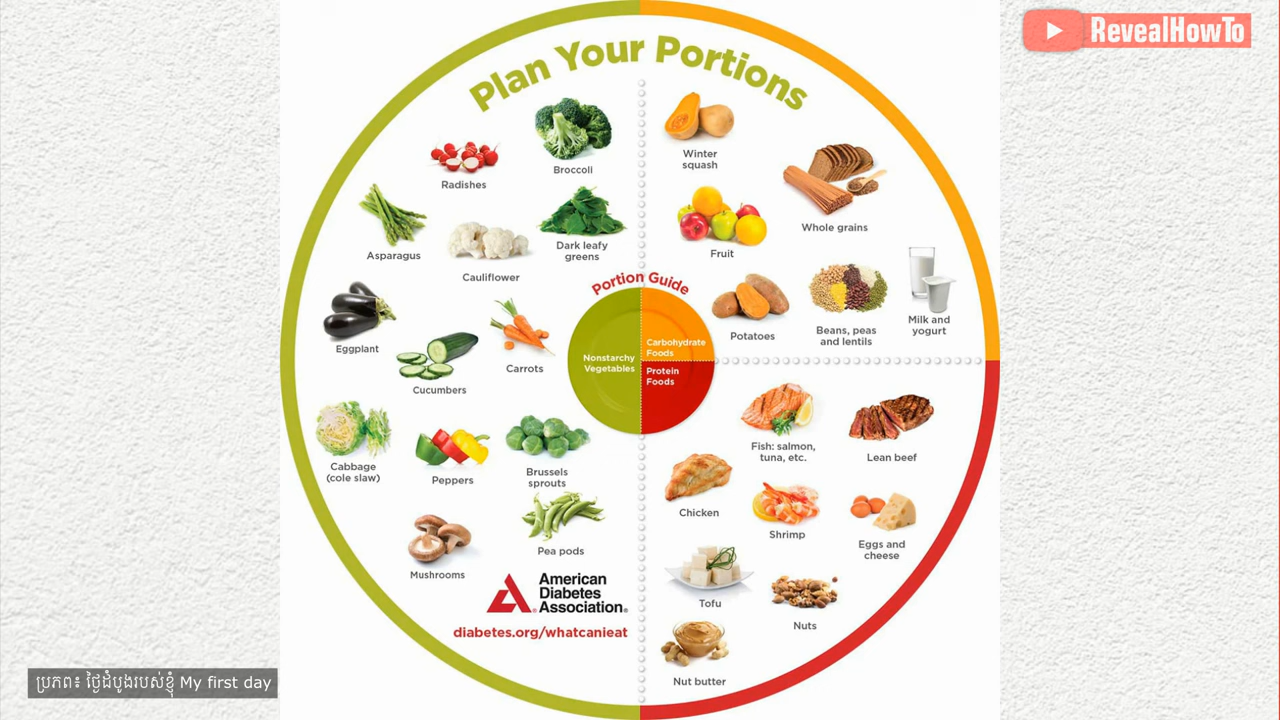 RevealHowTo
Plan Your Portions
Broccoli
Radishes
Asparagus
Dark leafy
greens
Cauliflower
Eggplant
Cucumbers
Carrots
Cabbage
(cole slaw)
Peppers
Brussels
sprouts
Pea pods
Mushrooms
American
Diabetes
Association®
diabetes.org/whatcanieat
Winter
squash
Whole grains
Fruit
Potatoes
Beans, peas
and lentils
Milk and
yogurt
Portion Guide
Nonstarchy
Vegetables
Carbohydrate
Foods
Protein
Foods
Fish: salmon,
tuna, etc.
Lean beef
Chicken
Shrimp
Eggs and
cheese
Tofu
Nuts
Nut butter
ប្រភព៖ ថ្ងៃដំបូងរបស់ខ្ញុំ My first day